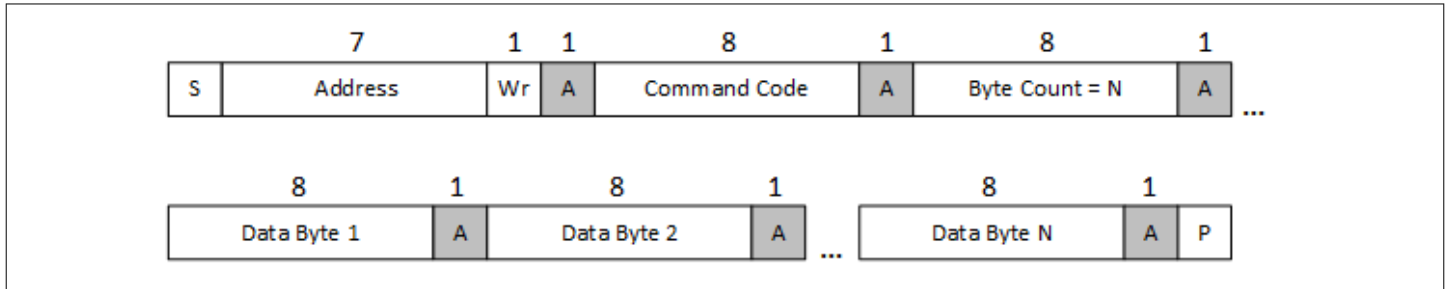 7 1 1 8 1 8 1
S Address Wr A Command Code A Byte Count = N A ...
8 1 8 1 8 1
Data Byte 1 A Data Byte 2 A ... Data Byte N A P